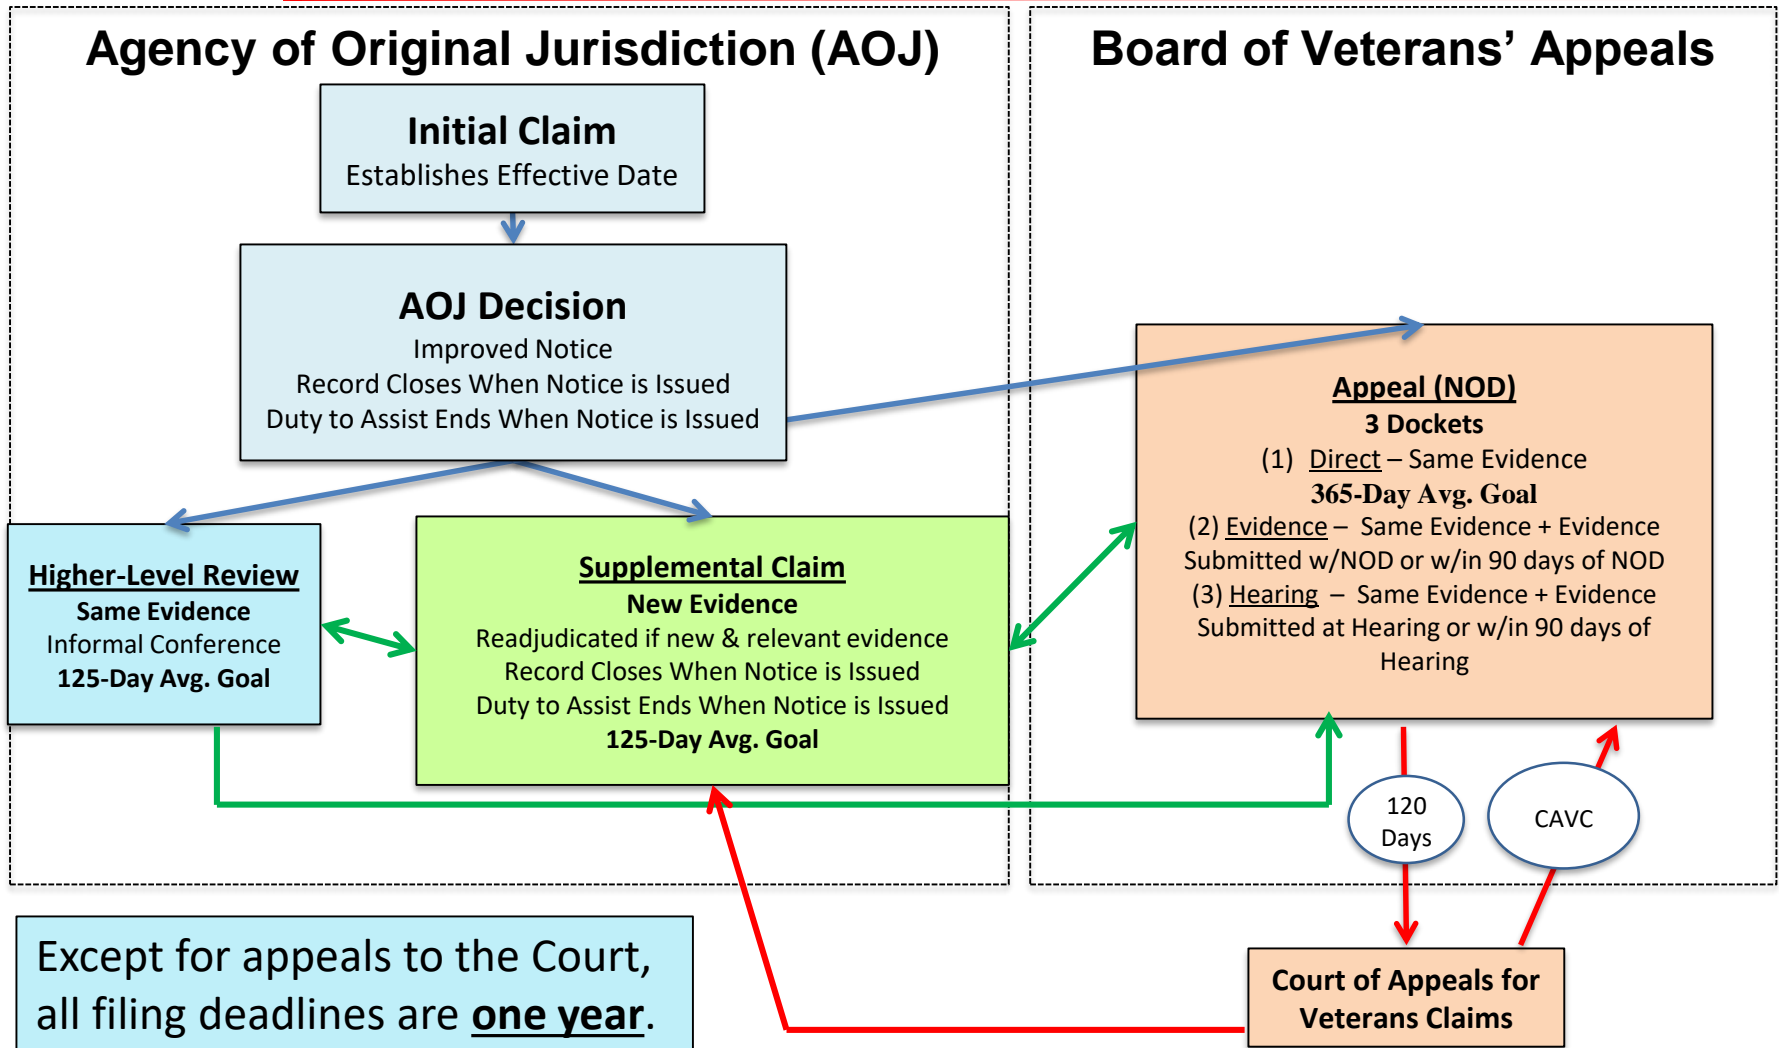 Agency of Original Jurisdiction (AOJ)
Board of Veterans’ Appeals
Initial Claim
Establishes Effective Date
AOJ Decision
Improved Notice
Record Closes When Notice is Issued
Duty to Assist Ends When Notice is Issued
Higher-Level Review
Same Evidence
Informal Conference
125-Day Avg. Goal
Supplemental Claim
New Evidence
Readjudicated if new & relevant evidence
Record Closes When Notice is Issued
Duty to Assist Ends When Notice is Issued
125-Day Avg. Goal
Appeal (NOD)
3 Dockets
(1) Direct – Same Evidence
365-Day Avg. Goal
(2) Evidence – Same Evidence + Evidence
Submitted w/NOD or w/in 90 days of NOD
(3) Hearing – Same Evidence + Evidence
Submitted at Hearing or w/in 90 days of
Hearing
120
Days
CAVC
Court of Appeals for
Veterans Claims
Except for appeals to the Court,
all filing deadlines are one year.